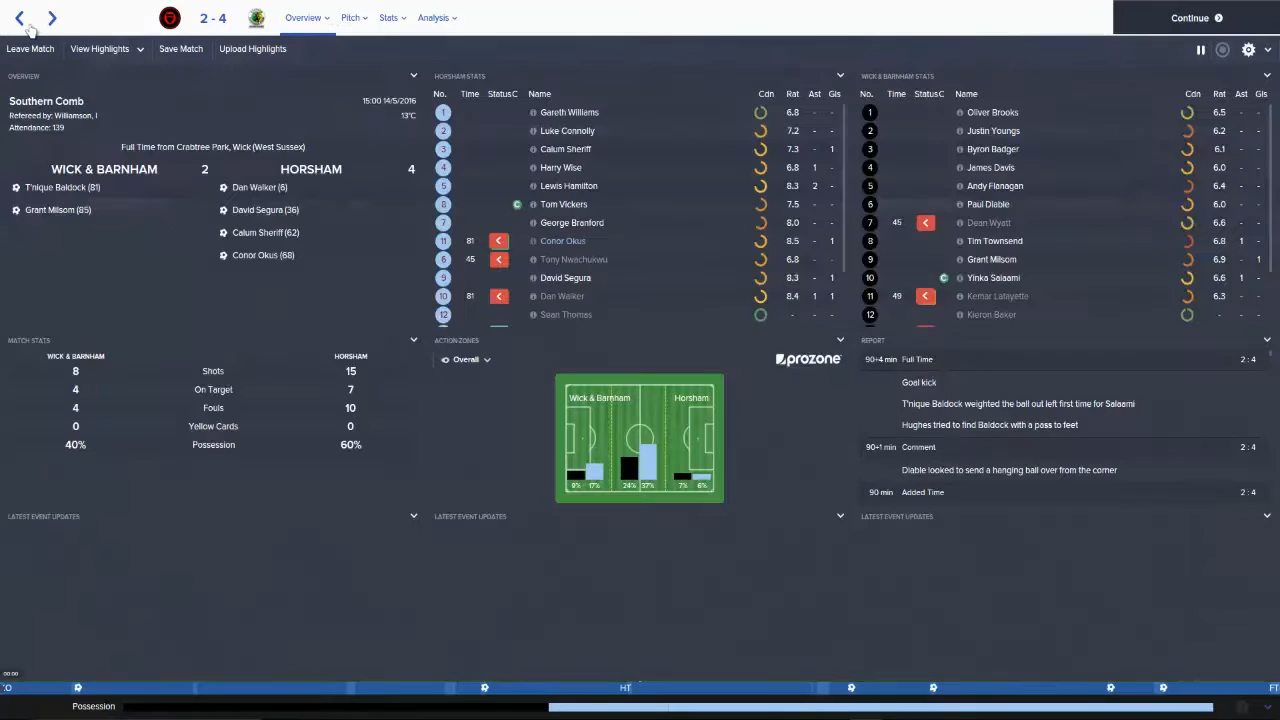 2 - 4 Overview Pitch Stats Analysis Continue
Leave Match View Highlights Save Match Upload Highlights
OVERVIEW
Southern Comb 15:00 14/5/2016
Refereed by: Williamson, I 13°C
Attendance: 139
Full Time from Crabtree Park, Wick (West Sussex)
WICK & BARNHAM 2 HORSHAM 4
T'nique Baldock (81) Dan Walker (6)
Grant Milsom (85) David Segura (36)
Calum Sheriff (62)
Conor Okus (68)
HORSHAM STATS
No. Time Status C Name Cdn Rat Ast Gls
1 Gareth Williams 6.8 - -
2 Luke Connolly 7.2 - -
3 Calum Sheriff 7.3 - 1
4 Harry Wise 6.8 1 -
5 Lewis Hamilton 8.3 2 -
8 C Tom Vickers 7.5 - -
7 George Branford 8.0 - -
11 81 Conor Okus 8.5 - 1
6 45 Tony Nwachukwu 6.8 - -
9 David Segura 8.3 - 1
10 81 Dan Walker 8.4 1 1
12 Sean Thomas - - -
WICK & BARNHAM STATS
No. Time Status C Name Cdn Rat Ast Gls
1 Oliver Brooks 6.5 - -
2 Justin Youngs 6.2 - -
3 Byron Badger 6.1 - -
4 James Davis 6.0 - -
5 Andy Flanagan 6.4 - -
6 Paul Diable 6.0 - -
7 45 Dean Wyatt 6.6 - -
8 Tim Townsend 6.8 1 -
9 Grant Milsom 6.9 - 1
10 C Yinka Salaami 6.6 1 -
11 49 Kemar Lafayette 6.3 - -
12 Kieron Baker - - -
MATCH STATS
WICK & BARNHAM HORSHAM
8 Shots 15
4 On Target 7
4 Fouls 10
0 Yellow Cards 0
40% Possession 60%
ACTION ZONES
Overall prozone
Wick & Barnham Horsham
9% 17% 24% 37% 7% 6%
REPORT
90+4 min Full Time 2 : 4
Goal kick
T'nique Baldock weighted the ball out left first time for Salaami
Hughes tried to find Baldock with a pass to feet
90+1 min Comment 2 : 4
Diable looked to send a hanging ball over from the corner
90 min Added Time 2 : 4
LATEST EVENT UPDATES LATEST EVENT UPDATES LATEST EVENT UPDATES
00:00
HT FT
Possession